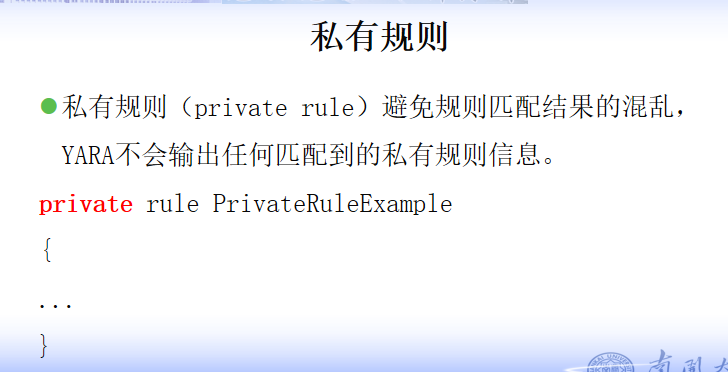 私有规则
私有规则（private rule）避免规则匹配结果的混乱，
YARA不会输出任何匹配到的私有规则信息。
private rule PrivateRuleExample
{
...
}
南開